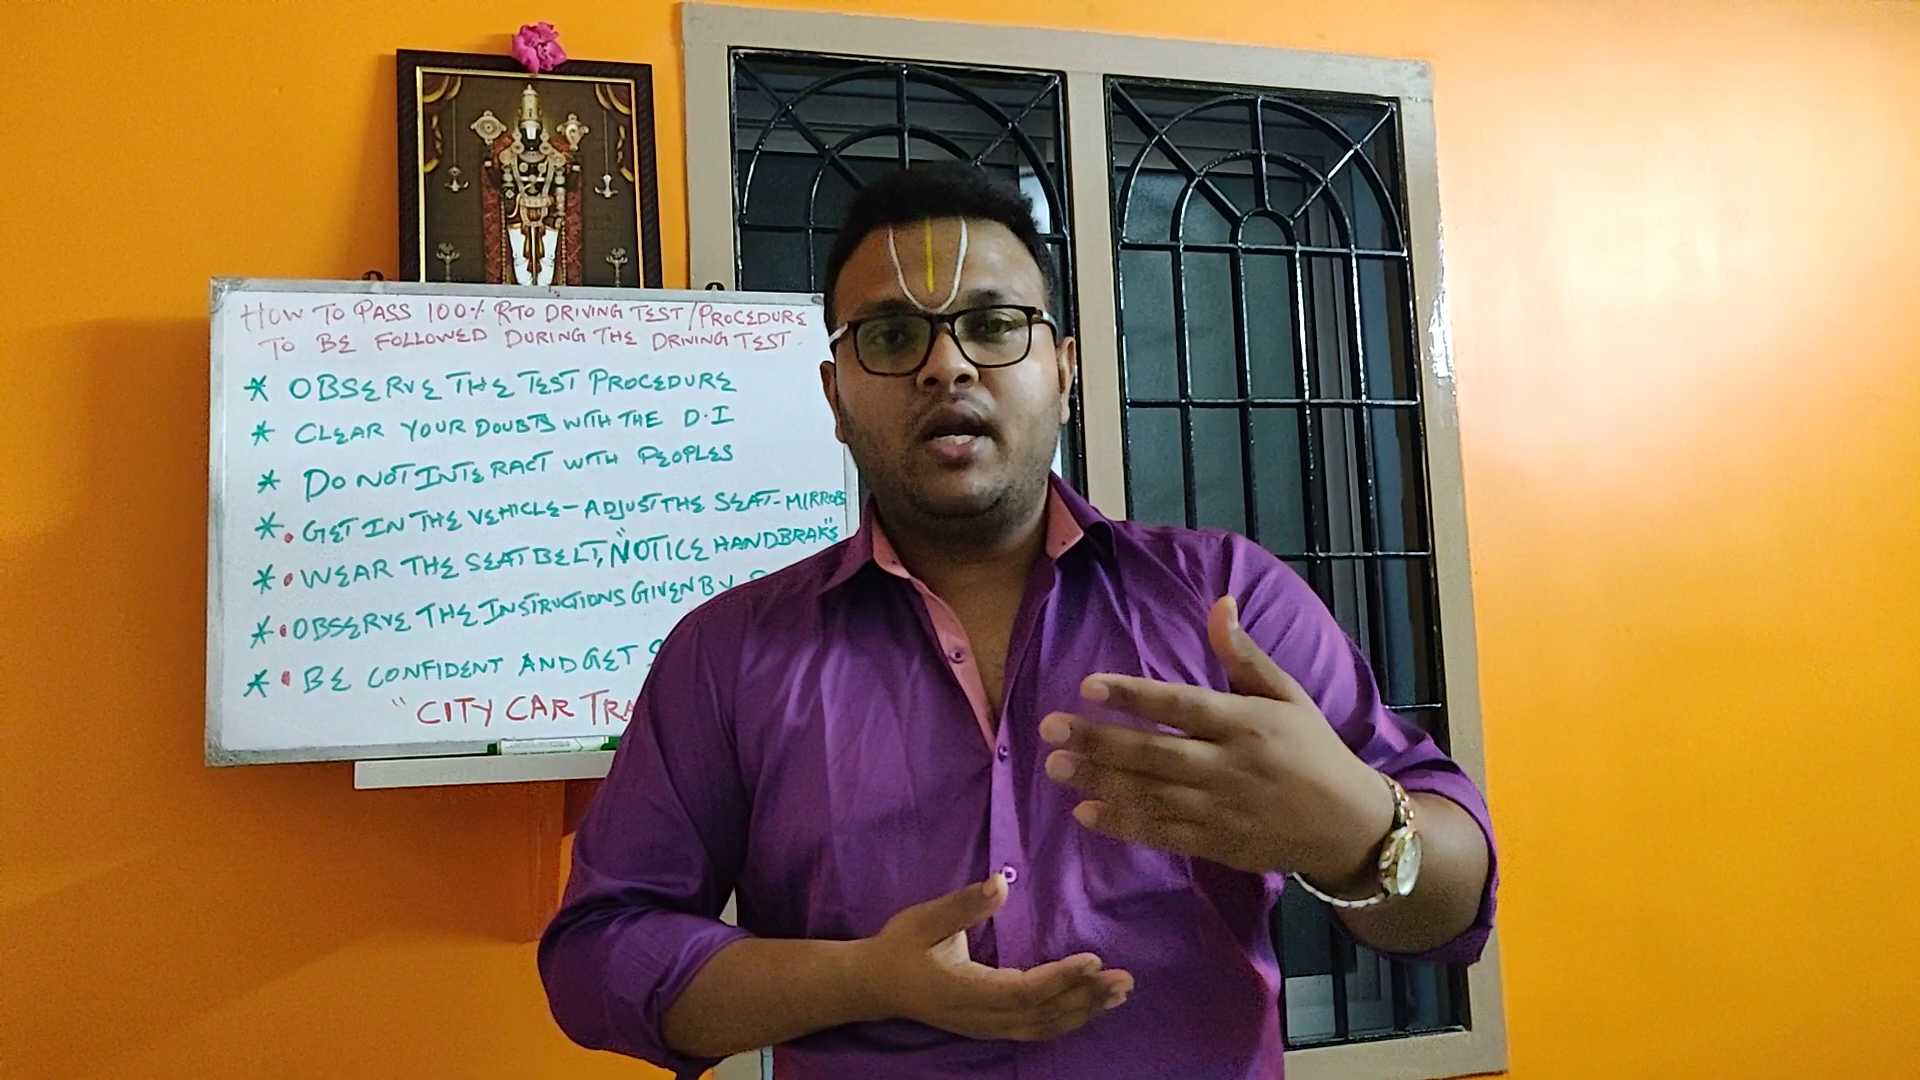 HOW TO PASS 100% RTO DRIVING TEST/PROCEDURE
TO BE FOLLOWED DURING THE DRIVING TEST.
* OBSERVE THE TEST PROCEDURE
* CLEAR YOUR DOUBTS WITH THE D.I
* DO NOT INTERACT WITH PEOPLES
* • GET IN THE VEHICLE - ADJUST THE SEAT - MIRRORS
* • WEAR THE SEAT BELT, "NOTICE HANDBRAKE"
* • OBSERVE THE INSTRUCTIONS GIVEN BY
* • BE CONFIDENT AND GET
"CITY CAR TRA